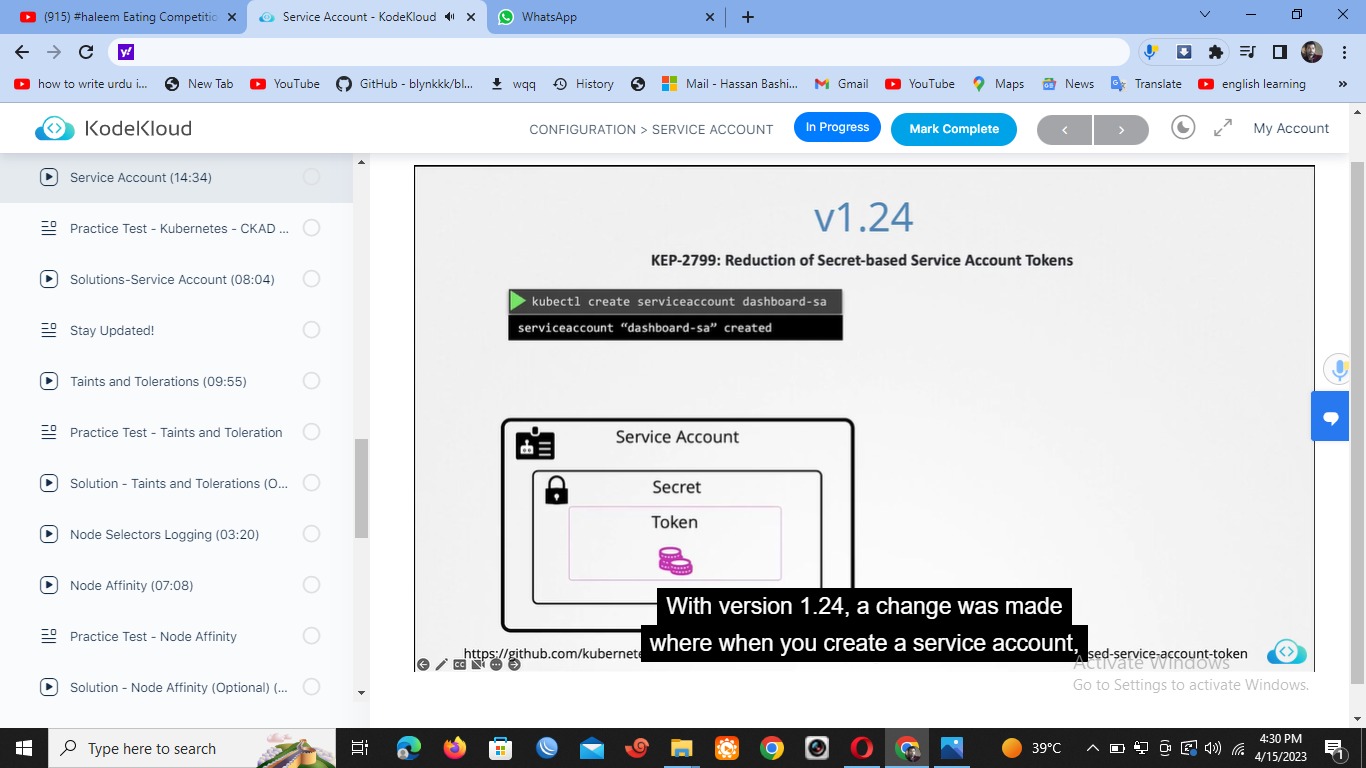 (915) #haleem Eating Competitio
Service Account - KodeKloud
WhatsApp
how to write urdu i...
New Tab
YouTube
GitHub - blynkkk/bl...
wqq
History
Mail - Hassan Bashi...
Gmail
YouTube
Maps
News
Translate
english learning
KodeKloud
CONFIGURATION > SERVICE ACCOUNT
In Progress
Mark Complete
My Account
Service Account (14:34)
Practice Test - Kubernetes - CKAD ...
Solutions-Service Account (08:04)
Stay Updated!
Taints and Tolerations (09:55)
Practice Test - Taints and Toleration
Solution - Taints and Tolerations (O...
Node Selectors Logging (03:20)
Node Affinity (07:08)
Practice Test - Node Affinity
Solution - Node Affinity (Optional) (...
v1.24
KEP-2799: Reduction of Secret-based Service Account Tokens
kubectl create serviceaccount dashboard-sa
serviceaccount “dashboard-sa” created
Service Account
Secret
Token
With version 1.24, a change was made
where when you create a service account,
https://github.com/kubernete
sed-service-account-token
Activate Windows
Go to Settings to activate Windows.
Type here to search
39°C
4:30 PM
4/15/2023
1